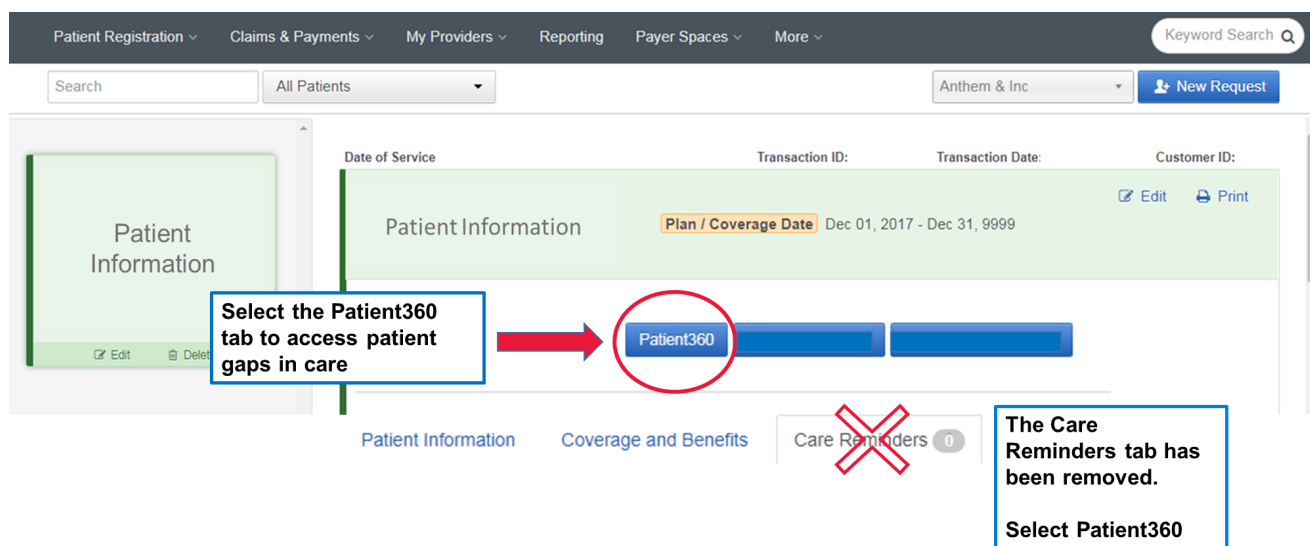 Patient Registration Claims & Payments My Providers Reporting Payer Spaces More Keyword Search
Search All Patients Anthem & Inc New Request
Date of Service Transaction ID: Transaction Date: Customer ID:
Edit Print
Patient
Information
Patient Information Plan / Coverage Date Dec 01, 2017 - Dec 31, 9999
Edit Delet
Select the Patient360
tab to access patient
gaps in care
Patient360
Patient Information Coverage and Benefits Care Reminders 0
The Care
Reminders tab has
been removed.
Select Patient360